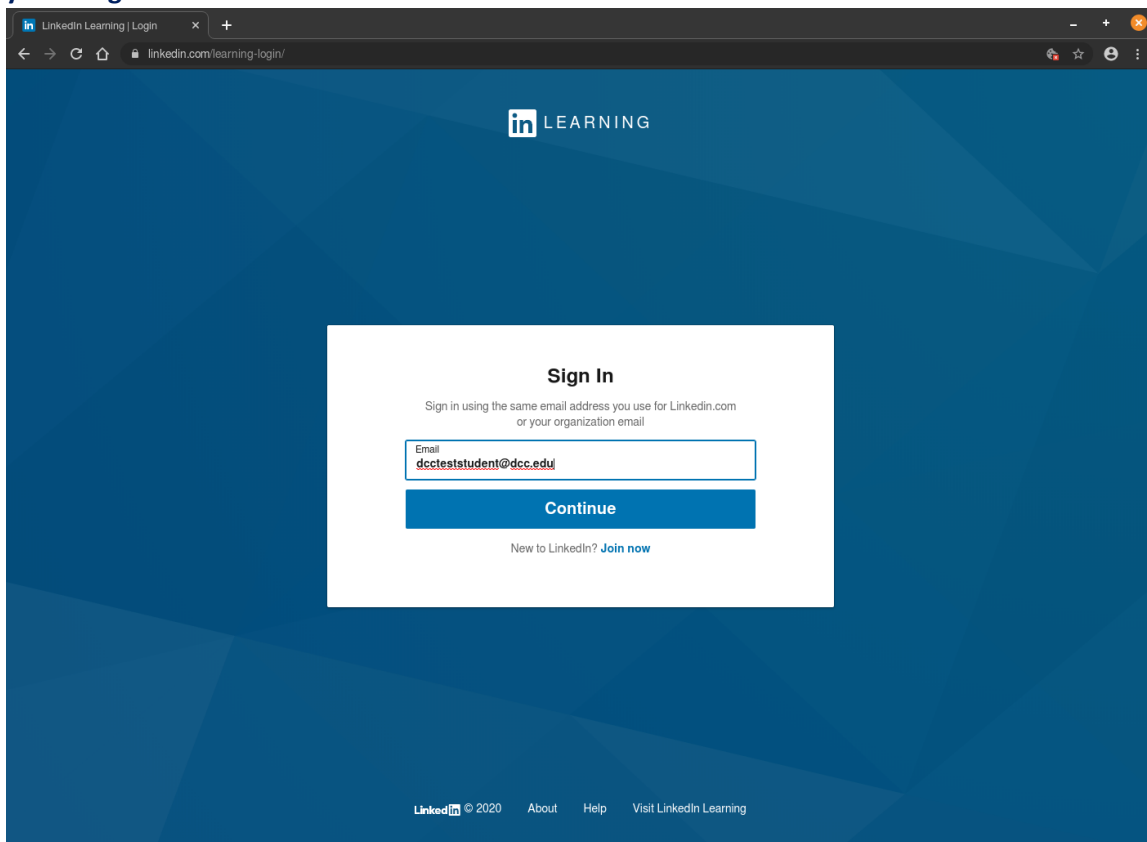 LinkedIn Learning | Login
linkedin.com/learning-login/
in LEARNING
Sign In
Sign in using the same email address you use for Linkedin.com
or your organization email
Email
dccteststudent@dcc.edu
Continue
New to LinkedIn? Join now
Linked in © 2020 About Help Visit LinkedIn Learning